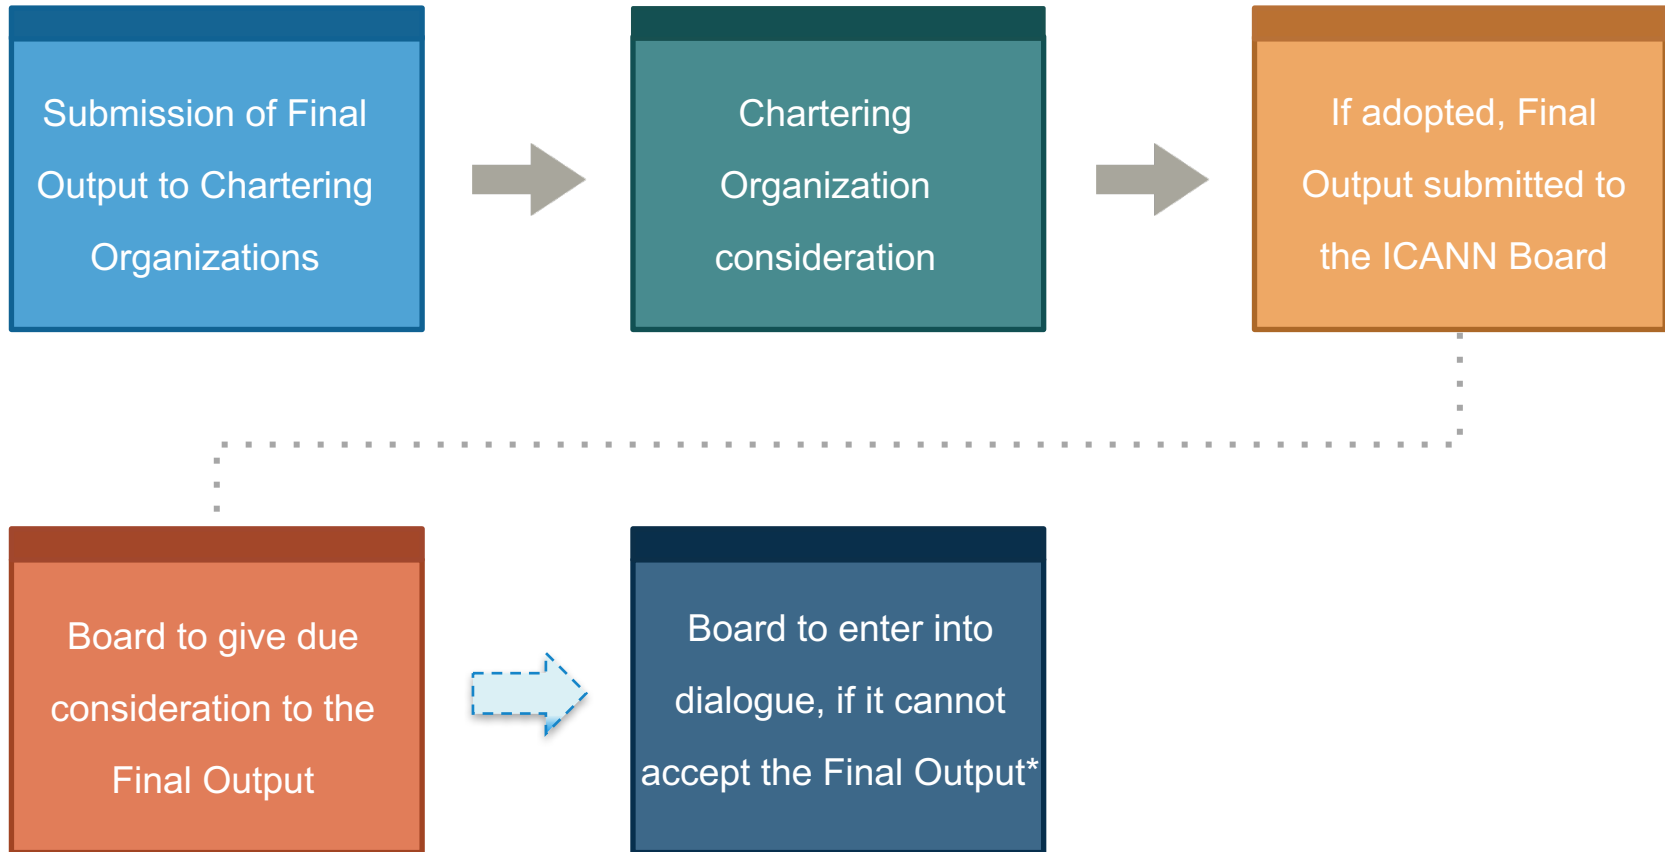 Submission of Final
Output to Chartering
Organizations
Chartering
Organization
consideration
If adopted, Final
Output submitted to
the ICANN Board
Board to give due
consideration to the
Final Output
Board to enter into
dialogue, if it cannot
accept the Final Output*